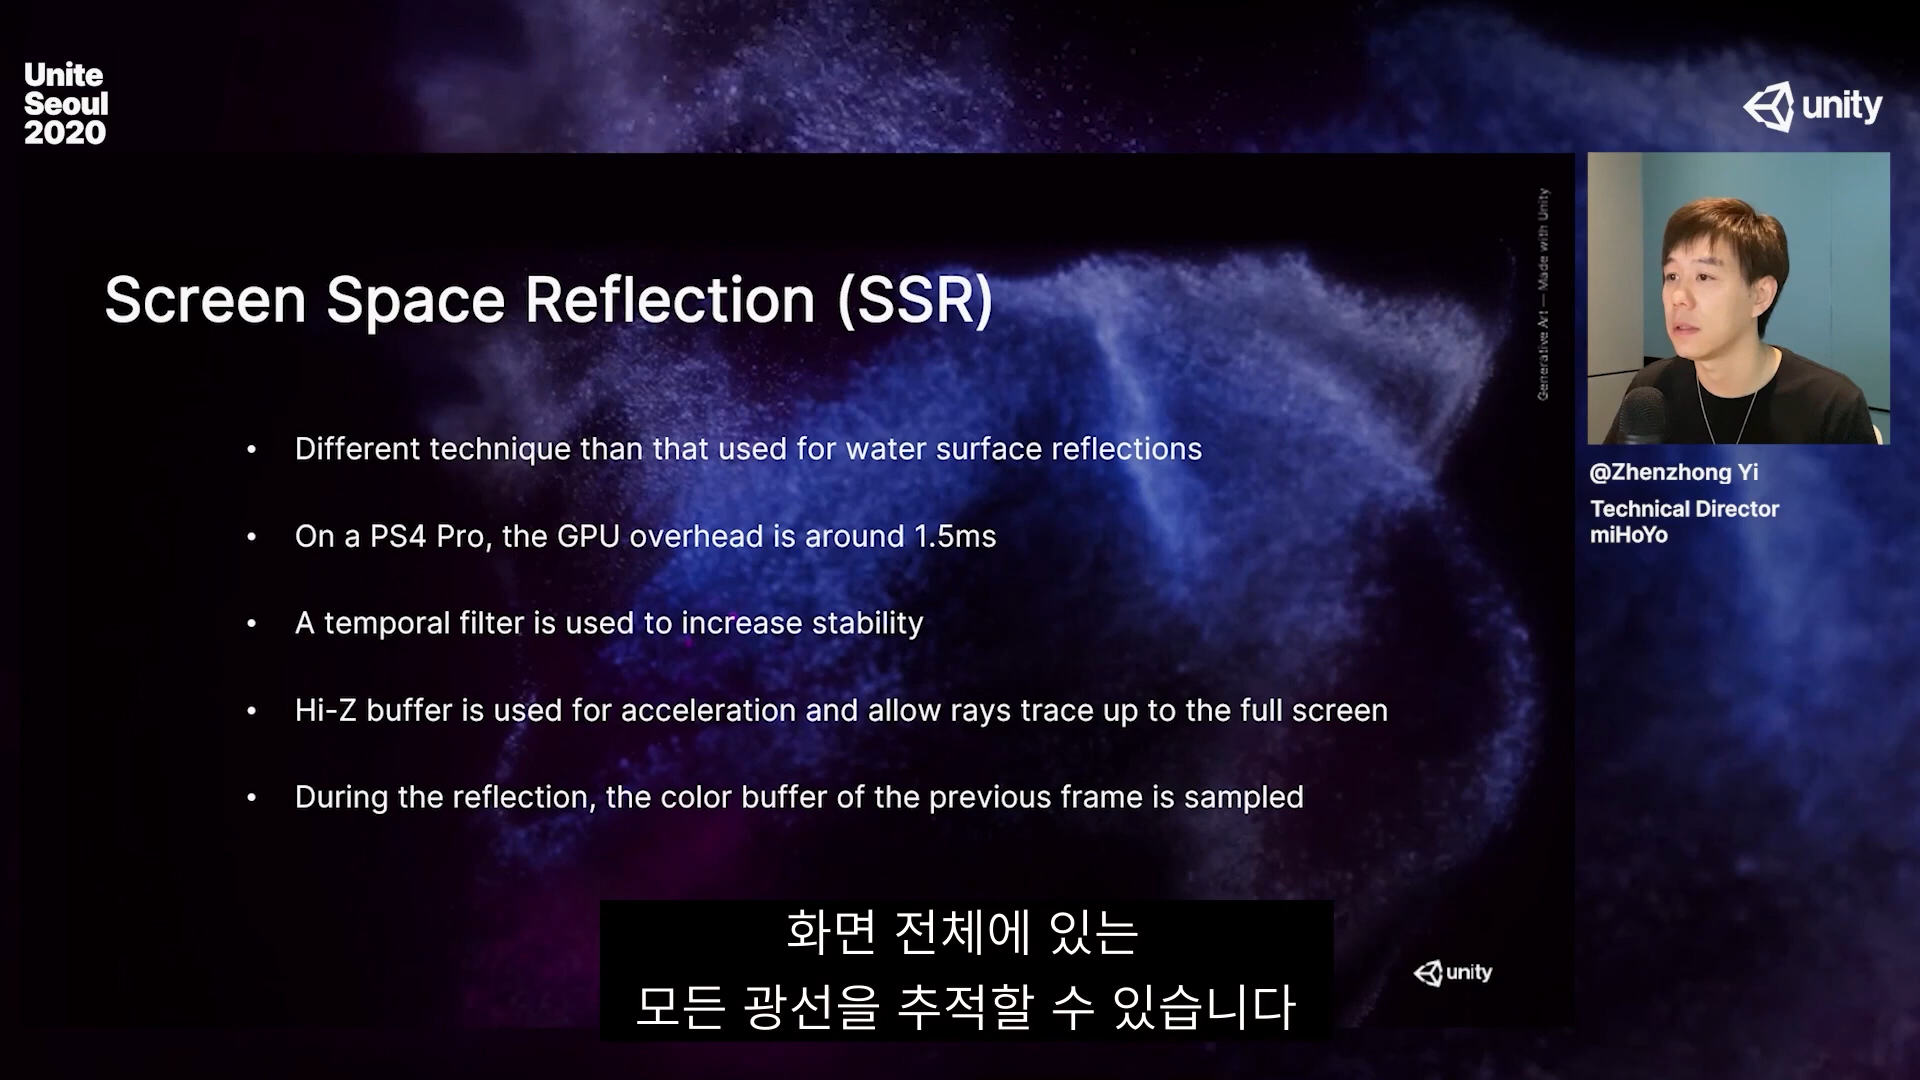 Unite
Seoul
2020
unity
Generative Art — Made with Unity
Screen Space Reflection (SSR)
• Different technique than that used for water surface reflections
• On a PS4 Pro, the GPU overhead is around 1.5ms
• A temporal filter is used to increase stability
• Hi-Z buffer is used for acceleration and allow rays trace up to the full screen
• During the reflection, the color buffer of the previous frame is sampled
@Zhenzhong Yi
Technical Director
miHoYo
unity
화면 전체에 있는
모든 광선을 추적할 수 있습니다